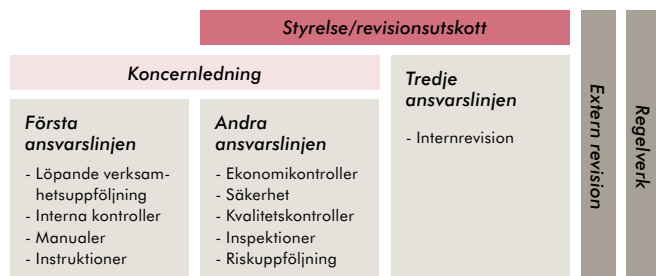 Styrelse/revisionsutskott
Koncernledning
Första
ansvarslinjen
- Löpande verksam-
hetsuppföljning
- Interna kontroller
- Manualer
- Instruktioner
Andra
ansvarslinjen
- Ekonomikontroller
- Säkerhet
- Kvalitetskontroller
- Inspektioner
- Riskuppföljning
Tredje
ansvarslinjen
- Internrevision
Extern revision
Regelverk